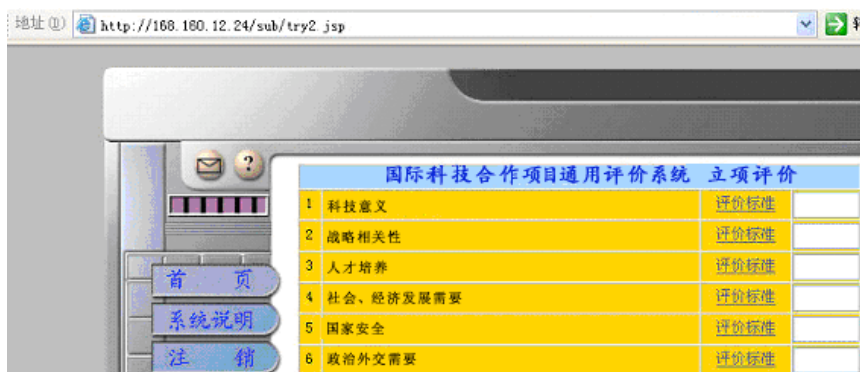 地址(D) http://168.160.12.24/sub/try2.jsp
?
国际科技合作项目通用评价系统 立项评价
1 科技意义 评价标准
2 战略相关性 评价标准
3 人才培养 评价标准
4 社会、经济发展需要 评价标准
5 国家安全 评价标准
6 政治外交需要 评价标准
首 页
系统说明
注 销